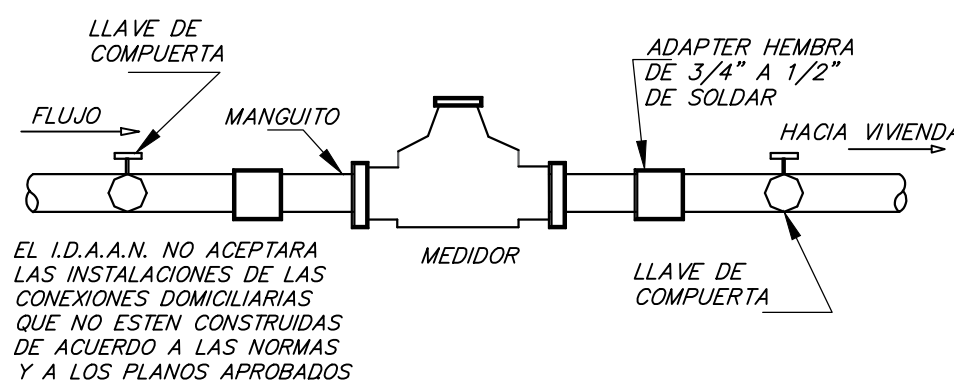 LLAVE DE
COMPUERTA
ADAPTER HEMBRA
DE 3/4" A 1/2"
DE SOLDAR
FLUJO
MANGUITO
HACIA VIVIENDA
MEDIDOR
EL I.D.A.A.N. NO ACEPTARA
LAS INSTALACIONES DE LAS
CONEXIONES DOMICILIARIAS
QUE NO ESTEN CONSTRUIDAS
DE ACUERDO A LAS NORMAS
Y A LOS PLANOS APROBADOS
LLAVE DE
COMPUERTA